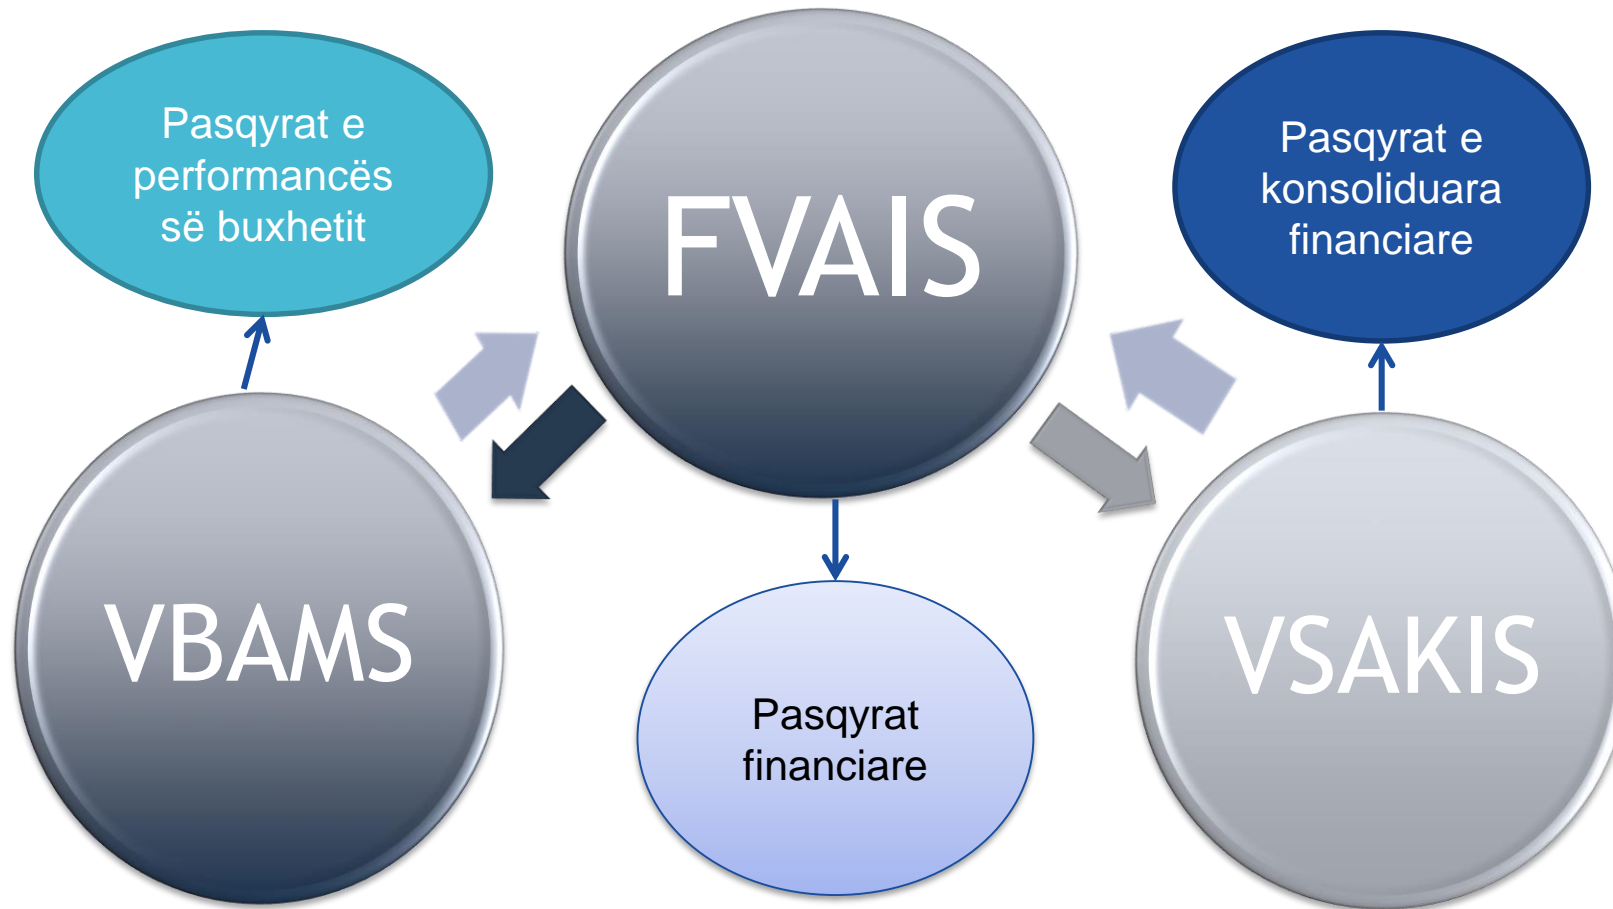 Pasqyrat e
performancës
së buxhetit
FVAIS
Pasqyrat e
konsoliduara
financiare
VBAMS
Pasqyrat
financiare
VSAKIS